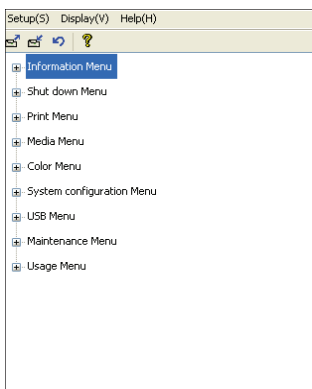 Setup(S) Display(V) Help(H)
Information Menu
Shut down Menu
Print Menu
Media Menu
Color Menu
System configuration Menu
USB Menu
Maintenance Menu
Usage Menu